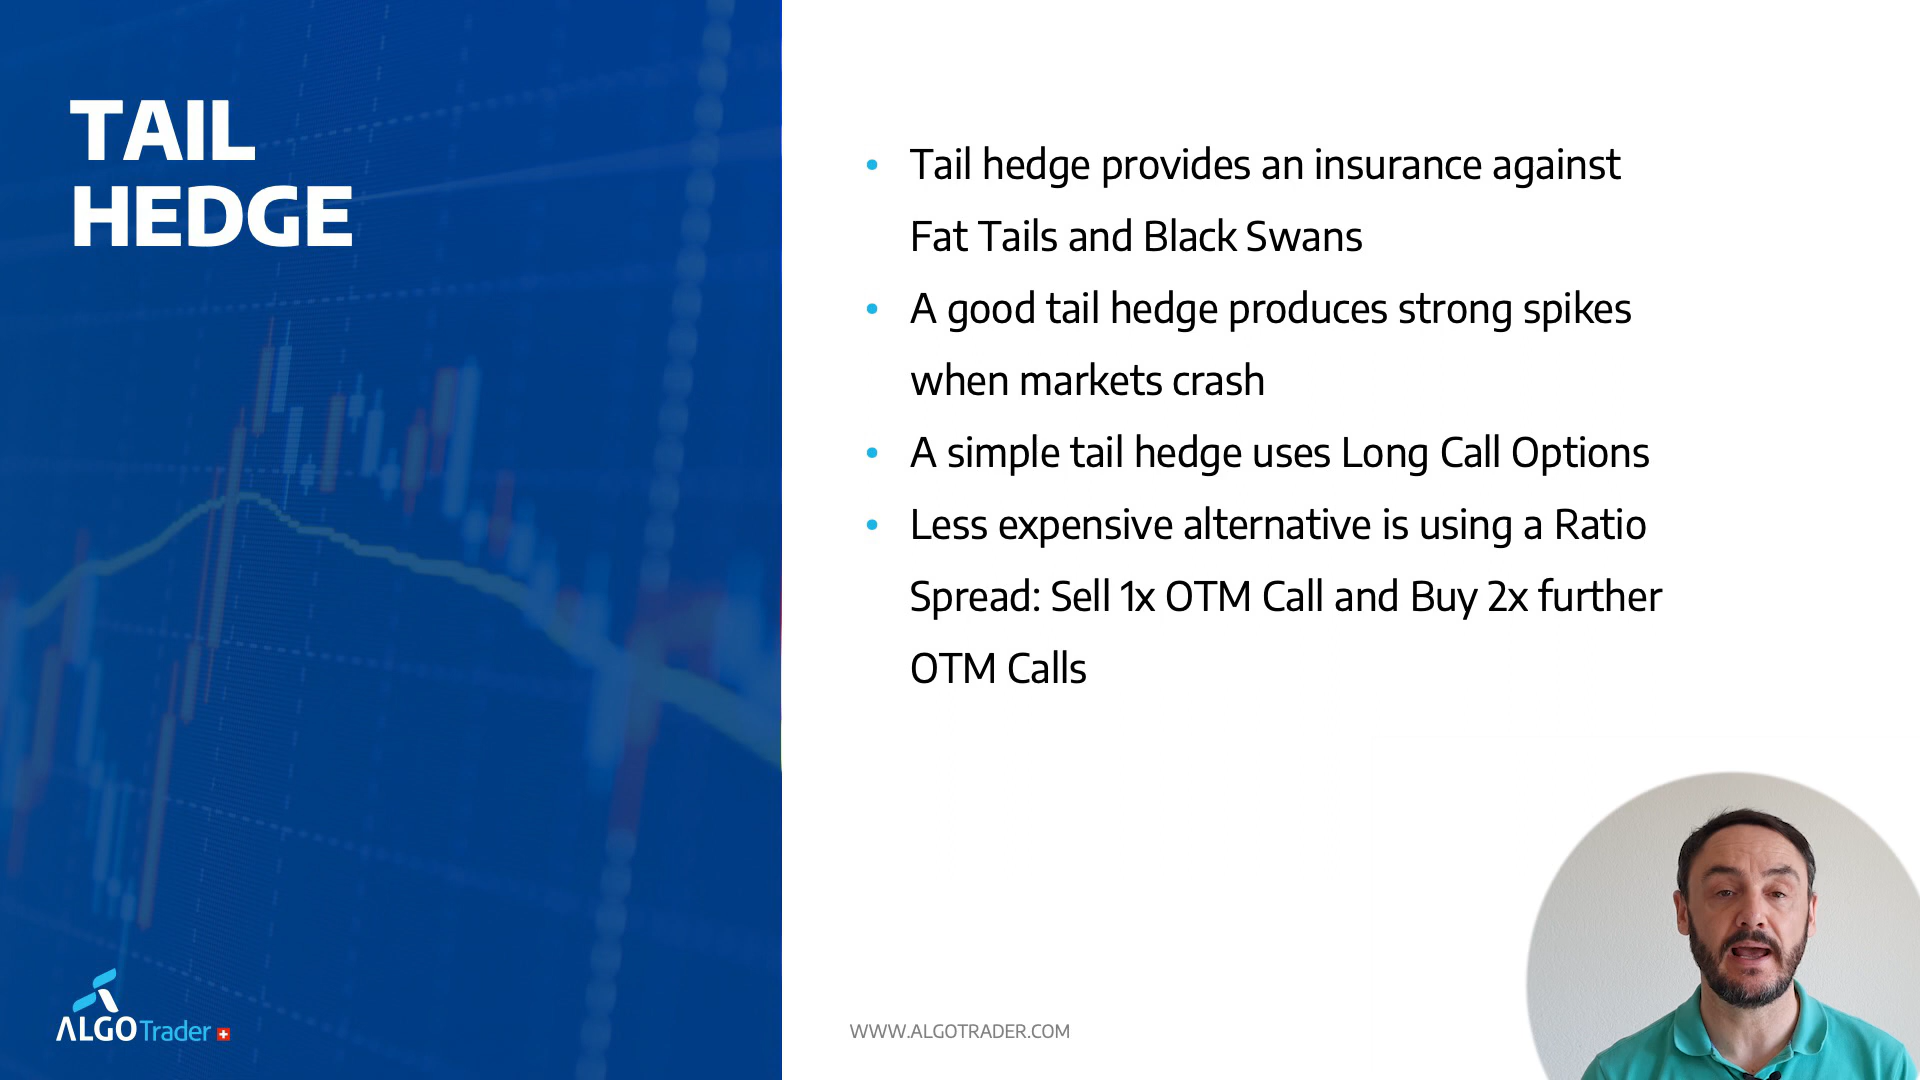 TAIL
HEDGE
Tail hedge provides an insurance against
Fat Tails and Black Swans
A good tail hedge produces strong spikes
when markets crash
A simple tail hedge uses Long Call Options
Less expensive alternative is using a Ratio
Spread: Sell 1x OTM Call and Buy 2x further
OTM Calls
ALGO Trader
WWW.ALGOTRADER.COM